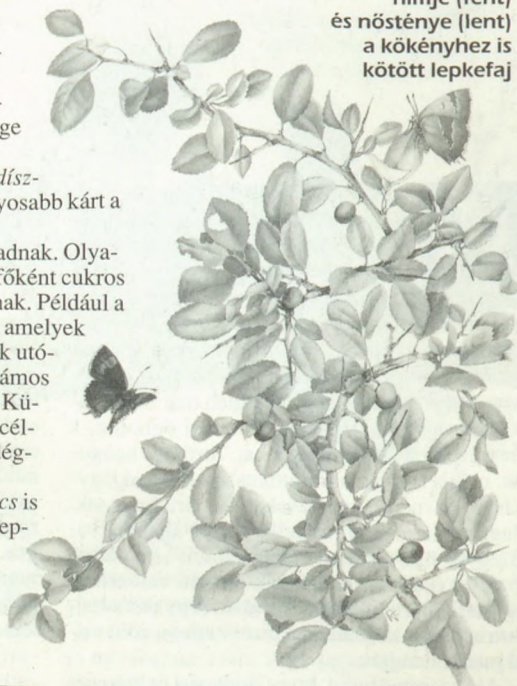 hímje (fent)
és nősténye (lent)
a kökényhez is
kötött lepkefaj
ge
dísz-
yosabb kárt a
adnak. Olya-
főként cukros
nak. Például a
amelyek
k utó-
ámos
Kü-
cél-
lég-
cs is
ep-